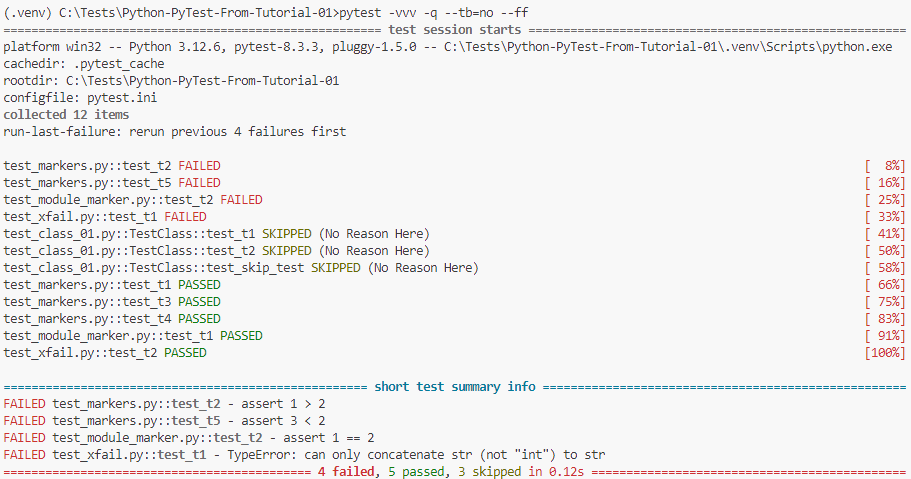 (.venv) C:\Tests\Python-PyTest-From-Tutorial-01>pytest -vvv -q --tb=no --ff
====================================================== test session starts ======================================================
platform win32 -- Python 3.12.6, pytest-8.3.3, pluggy-1.5.0 -- C:\Tests\Python-PyTest-From-Tutorial-01\.venv\Scripts\python.exe
cachedir: .pytest_cache
rootdir: C:\Tests\Python-PyTest-From-Tutorial-01
configfile: pytest.ini
collected 12 items
run-last-failure: rerun previous 4 failures first
test_markers.py::test_t2 FAILED [  8%]
test_markers.py::test_t5 FAILED [ 16%]
test_module_marker.py::test_t2 FAILED [ 25%]
test_xfail.py::test_t1 FAILED [ 33%]
test_class_01.py::TestClass::test_t1 SKIPPED (No Reason Here) [ 41%]
test_class_01.py::TestClass::test_t2 SKIPPED (No Reason Here) [ 50%]
test_class_01.py::TestClass::test_skip_test SKIPPED (No Reason Here) [ 58%]
test_markers.py::test_t1 PASSED [ 66%]
test_markers.py::test_t3 PASSED [ 75%]
test_markers.py::test_t4 PASSED [ 83%]
test_module_marker.py::test_t1 PASSED [ 91%]
test_xfail.py::test_t2 PASSED [100%]
==================================================== short test summary info ====================================================
FAILED test_markers.py::test_t2 - assert 1 > 2
FAILED test_markers.py::test_t5 - assert 3 < 2
FAILED test_module_marker.py::test_t2 - assert 1 == 2
FAILED test_xfail.py::test_t1 - TypeError: can only concatenate str (not "int") to str
============================================ 4 failed, 5 passed, 3 skipped in 0.12s =============================================